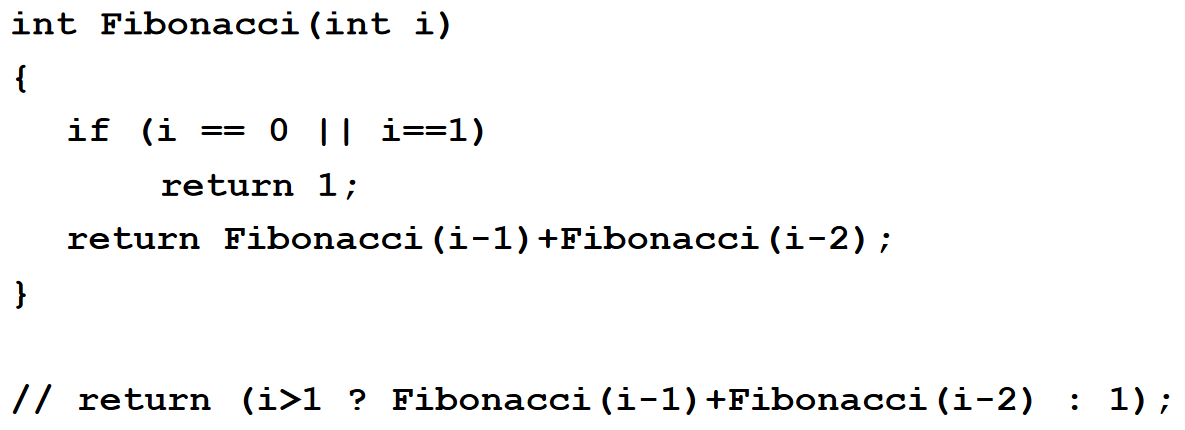 int Fibonacci(int i)
{
if (i == 0 || i==1)
return 1;
return Fibonacci(i-1)+Fibonacci(i-2);
}
// return (i>1 ? Fibonacci(i-1)+Fibonacci(i-2) : 1);